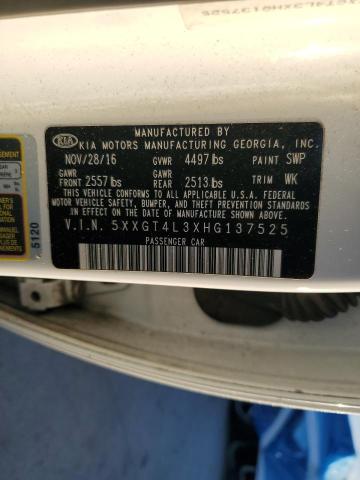 GT4L3XHG137525
MANUFACTURED BY
KIA KIA MOTORS MANUFACTURING GEORGIA, INC.
NOV/28/16 GVWR 4497 lbs PAINT SWP
GAWR FRONT 2557 lbs GAWR REAR 2513 lbs TRIM WK
THIS VEHICLE CONFORMS TO ALL APPLICABLE U.S.A. FEDERAL MOTOR
VEHICLE SAFETY, BUMPER, AND THEFT PREVENTION STANDARDS
IN EFFECT ON THE DATE OF MANUFACTURE SHOWN ABOVE.
V.I.N. 5XXGT4L3XHG137525
PASSENGER CAR
5120